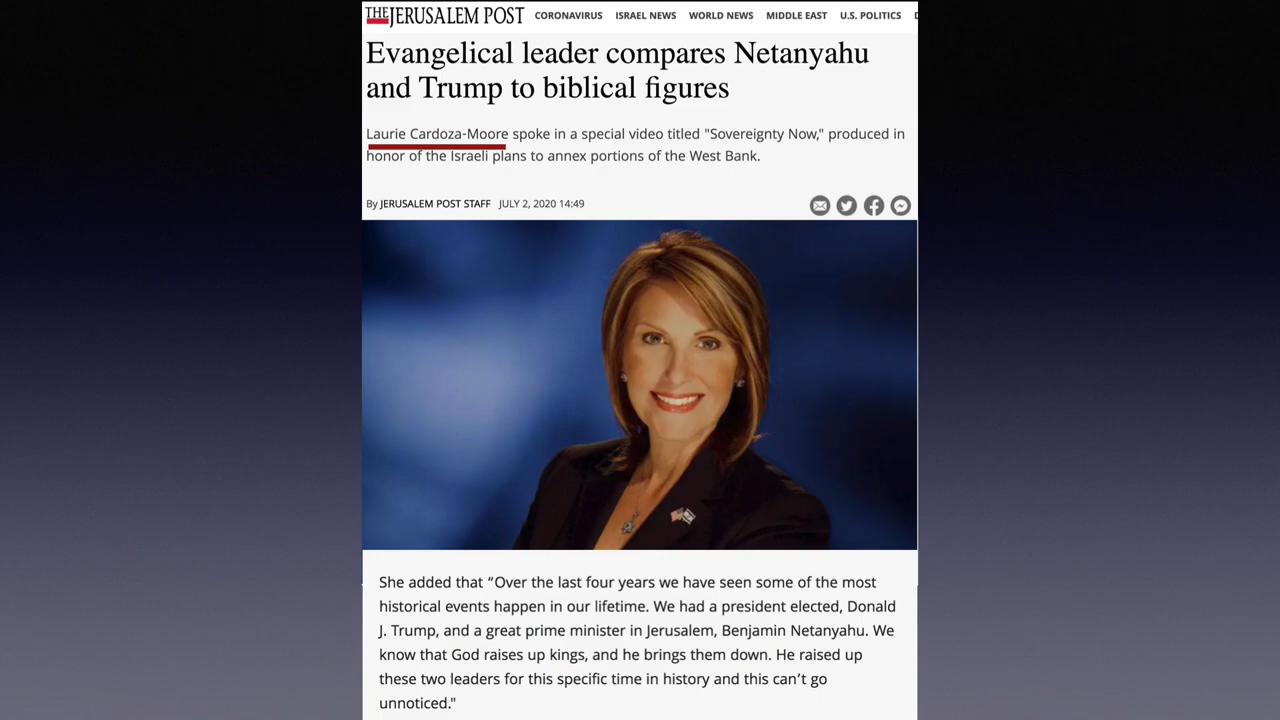 THE JERUSALEM POST CORONAVIRUS ISRAEL NEWS WORLD NEWS MIDDLE EAST U.S. POLITICS
Evangelical leader compares Netanyahu
and Trump to biblical figures
Laurie Cardoza-Moore spoke in a special video titled "Sovereignty Now," produced in
honor of the Israeli plans to annex portions of the West Bank.
By JERUSALEM POST STAFF JULY 2, 2020 14:49
She added that “Over the last four years we have seen some of the most
historical events happen in our lifetime. We had a president elected, Donald
J. Trump, and a great prime minister in Jerusalem, Benjamin Netanyahu. We
know that God raises up kings, and he brings them down. He raised up
these two leaders for this specific time in history and this can’t go
unnoticed."